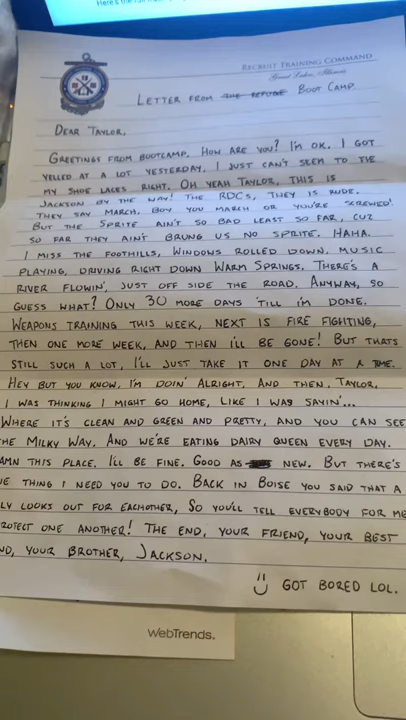 Here's the full
RECRUIT TRAINING COMMAND
Great Lakes, Illinois
LETTER FROM THE REFUGE BOOT CAMP
DEAR TAYLOR,
GREETINGS FROM BOOTCAMP. HOW ARE YOU? I'M OK. I GOT
YELLED AT A LOT YESTERDAY, I JUST CAN'T SEEM TO TIE
MY SHOE LACES RIGHT. OH YEAH TAYLOR, THIS IS
JACKSON BY THE WAY! THE RDCs, THEY IS RUDE.
THEY SAY MARCH, BOY YOU MARCH OR YOU'RE SCREWED!
BUT THE SPRITE AIN'T SO BAD LEAST SO FAR, CUZ
SO FAR THEY AIN'T BRUNG US NO SPRITE, HAHA.
I MISS THE FOOTHILLS, WINDOWS ROLLED DOWN, MUSIC
PLAYING, DRIVING RIGHT DOWN WARM SPRINGS. THERE'S A
RIVER FLOWIN', JUST OFF SIDE THE ROAD. ANYWAY, SO
GUESS WHAT? ONLY 30 MORE DAYS 'TILL I'M DONE.
WEAPONS TRAINING THIS WEEK, NEXT IS FIRE FIGHTING,
THEN ONE MORE WEEK, AND THEN I'LL BE GONE! BUT THATS
STILL SUCH A LOT, I'LL JUST TAKE IT ONE DAY AT A TIME.
HEY BUT YOU KNOW, I'M DOIN' ALRIGHT. AND THEN, TAYLOR,
I WAS THINKING I MIGHT GO HOME, LIKE I WAS SAYIN'...
WHERE IT'S CLEAN AND GREEN AND PRETTY, AND YOU CAN SEE
THE MILKY WAY. AND WE'RE EATING DAIRY QUEEN EVERY DAY.
AMN THIS PLACE. I'LL BE FINE. GOOD AS NEW. BUT THERE'S
E THING I NEED YOU TO DO. BACK IN BOISE YOU SAID THAT A
LY LOOKS OUT FOR EACHOTHER, SO YOU'LL TELL EVERYBODY FOR ME
ROTECT ONE ANOTHER! THE END, YOUR FRIEND, YOUR BEST
ND, YOUR BROTHER, JACKSON.
GOT BORED LOL.
WebTrends.